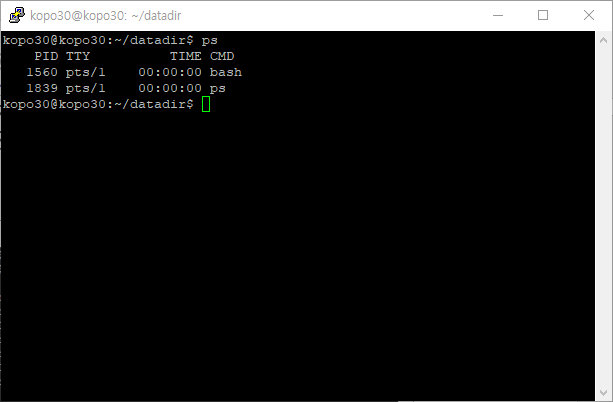 kopo30@kopo30: ~/datadir
kopo30@kopo30:~/datadir$ ps
    PID TTY          TIME CMD
   1560 pts/1    00:00:00 bash
   1839 pts/1    00:00:00 ps
kopo30@kopo30:~/datadir$